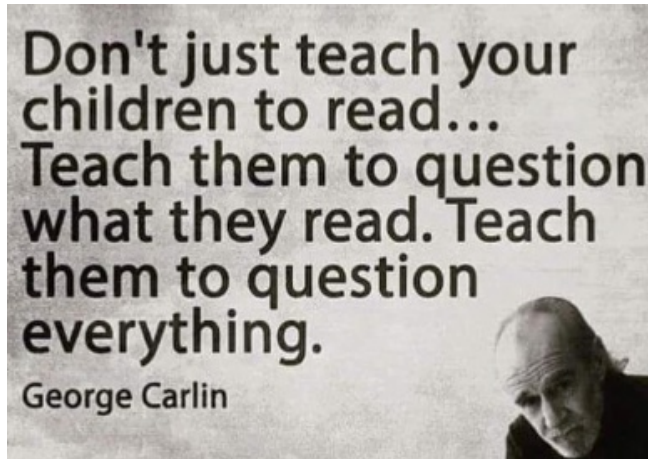 Don't just teach your
children to read...
Teach them to question
what they read. Teach
them to question
everything.
George Carlin